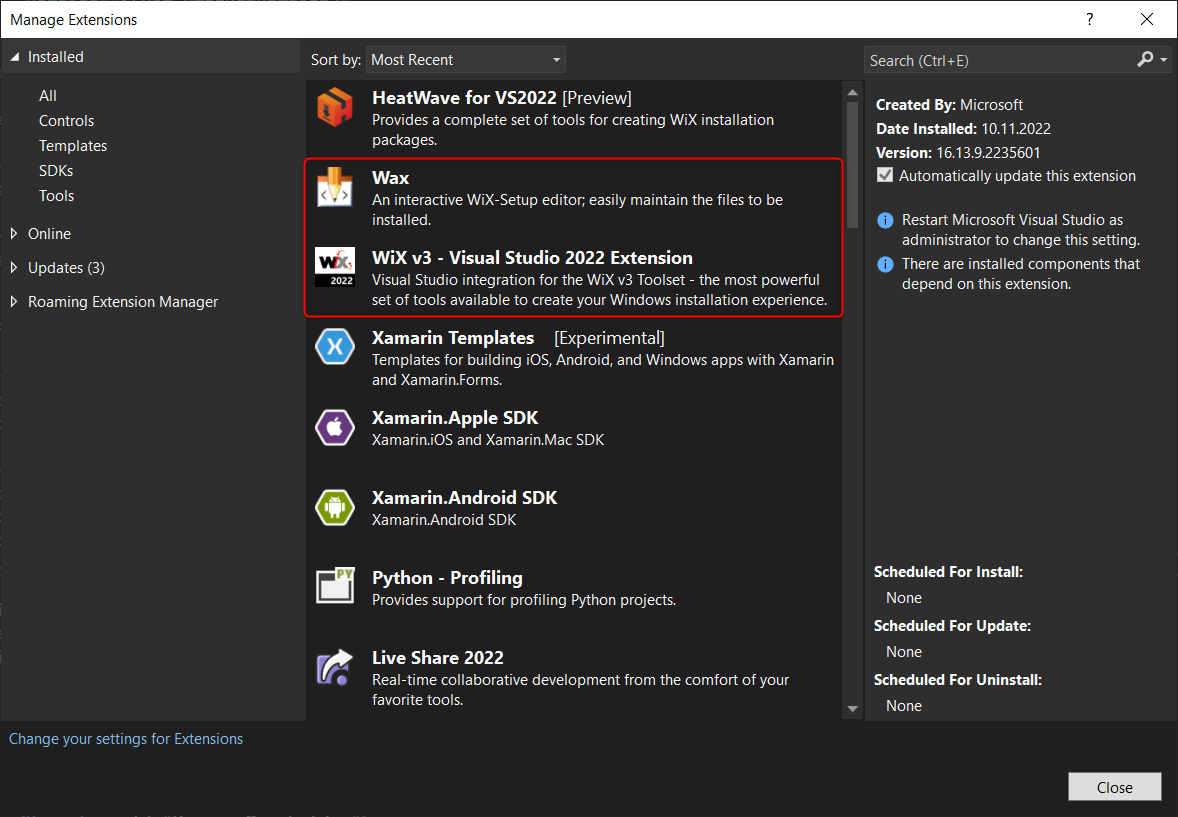 Manage Extensions
?
Installed
All
Controls
Templates
SDKs
Tools
Online
Updates (3)
Roaming Extension Manager
Sort by: Most Recent
HeatWave for VS2022 [Preview]
Provides a complete set of tools for creating WiX installation
packages.
Wax
An interactive WiX-Setup editor; easily maintain the files to be
installed.
WiX
2022
WiX v3 - Visual Studio 2022 Extension
Visual Studio integration for the WiX v3 Toolset - the most powerful
set of tools available to create your Windows installation experience.
Xamarin Templates [Experimental]
Templates for building iOS, Android, and Windows apps with Xamarin
and Xamarin.Forms.
Xamarin.Apple SDK
Xamarin.iOS and Xamarin.Mac SDK
Xamarin.Android SDK
Xamarin.Android SDK
PY
Python - Profiling
Provides support for profiling Python projects.
Live Share 2022
Real-time collaborative development from the comfort of your
favorite tools.
Search (Ctrl+E)
Created By: Microsoft
Date Installed: 10.11.2022
Version: 16.13.9.2235601
Automatically update this extension
Restart Microsoft Visual Studio as
administrator to change this setting.
There are installed components that
depend on this extension.
Scheduled For Install:
None
Scheduled For Update:
None
Scheduled For Uninstall:
None
Change your settings for Extensions
Close